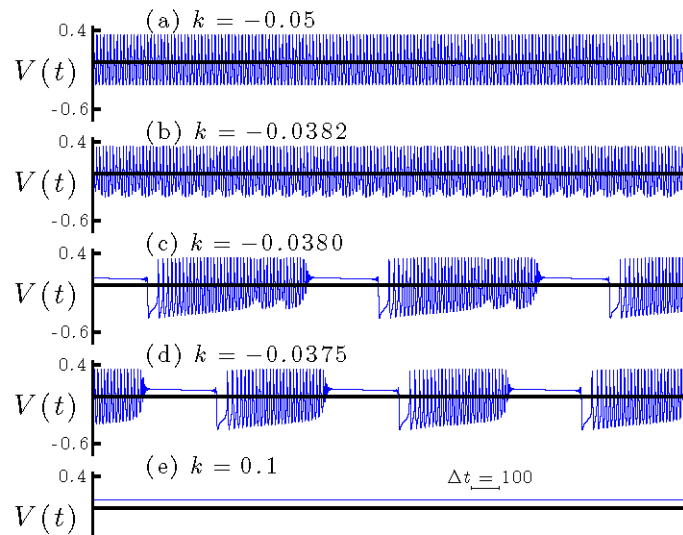 (a) k = −0.05
0.4
V(t)
-0.6
(b) k = −0.0382
0.4
V(t)
-0.6
(c) k = −0.0380
0.4
V(t)
-0.6
(d) k = −0.0375
0.4
V(t)
-0.6
(e) k = 0.1
0.4
Δt = 100
V(t)